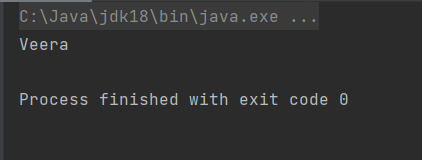 C:\Java\jdk18\bin\java.exe ...
Veera
Process finished with exit code 0